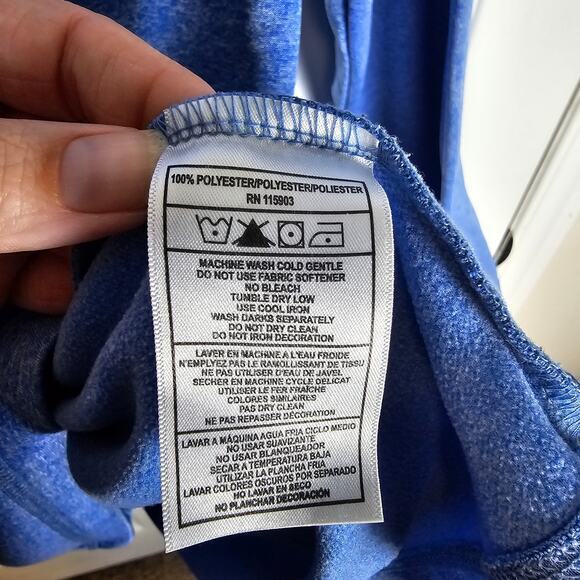 100% POLYESTER/POLYESTER/POLIESTER
RN 115903
MACHINE WASH COLD GENTLE
DO NOT USE FABRIC SOFTENER
NO BLEACH
TUMBLE DRY LOW
USE COOL IRON
WASH DARKS SEPARATELY
DO NOT DRY CLEAN
DO NOT IRON DECORATION
LAVER EN MACHINE A L'EAU FROIDE
N'EMPLYEZ PAS LE RAMOLLISSANT DE TISSU
NE PAS UTILISER D'EAU DE JAVEL
SECHER EN MACHINE CYCLE DELICAT
UTILISER LE FER FRAÎCHE
COLORES SIMILAIRES
PAS DRY CLEAN
NE PAS REPASSER DÉCORATION
LAVAR A MÁQUINA AGUA FRIA CICLO MEDIO
NO USAR SUAVIZANTE
NO USAR BLANQUEADOR
SECAR A TEMPERATURA BAJA
UTILIZAR LA PLANCHA FRIA
LAVAR COLORES OSCUROS POR SEPARADO
NO LAVAR EN SECO
NO PLANCHAR DECORACIÓN